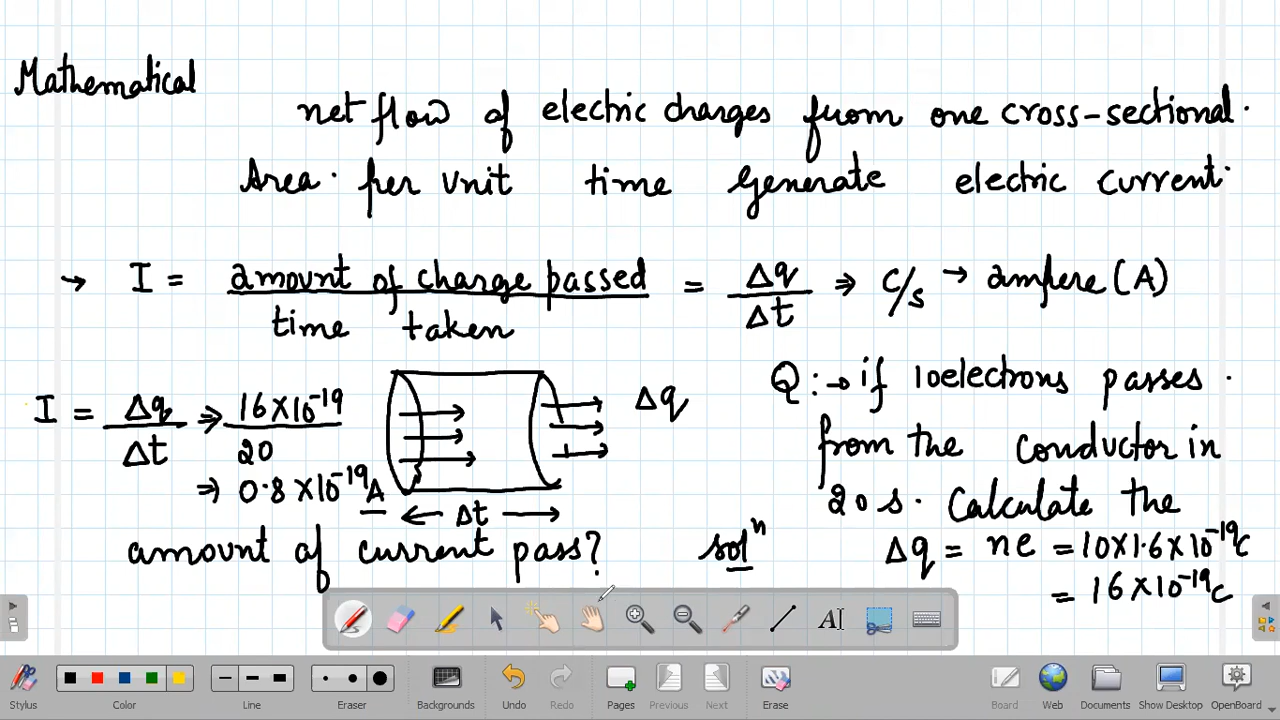 Mathematical
net flow of electric charges from one cross-sectional.
Area. per unit time generate electric current.
→ I = amount of charge passed / time taken = Δq / Δt ⇒ C/s → ampere (A)
I = Δq / Δt ⇒ 16×10⁻¹⁹ / 20
⇒ 0.8×10⁻¹⁹ A
Δq
Δt
Q:→ if 10electrons passes.
from the conductor in
20 s. Calculate the
amount of current pass?
solⁿ
Δq = ne = 10×1.6×10⁻¹⁹C
= 16×10⁻¹⁹C
Stylus
Color
Line
Eraser
Backgrounds
Undo
Redo
Pages
Previous
Next
Erase
Board
Web
Documents
Show Desktop
OpenBoard